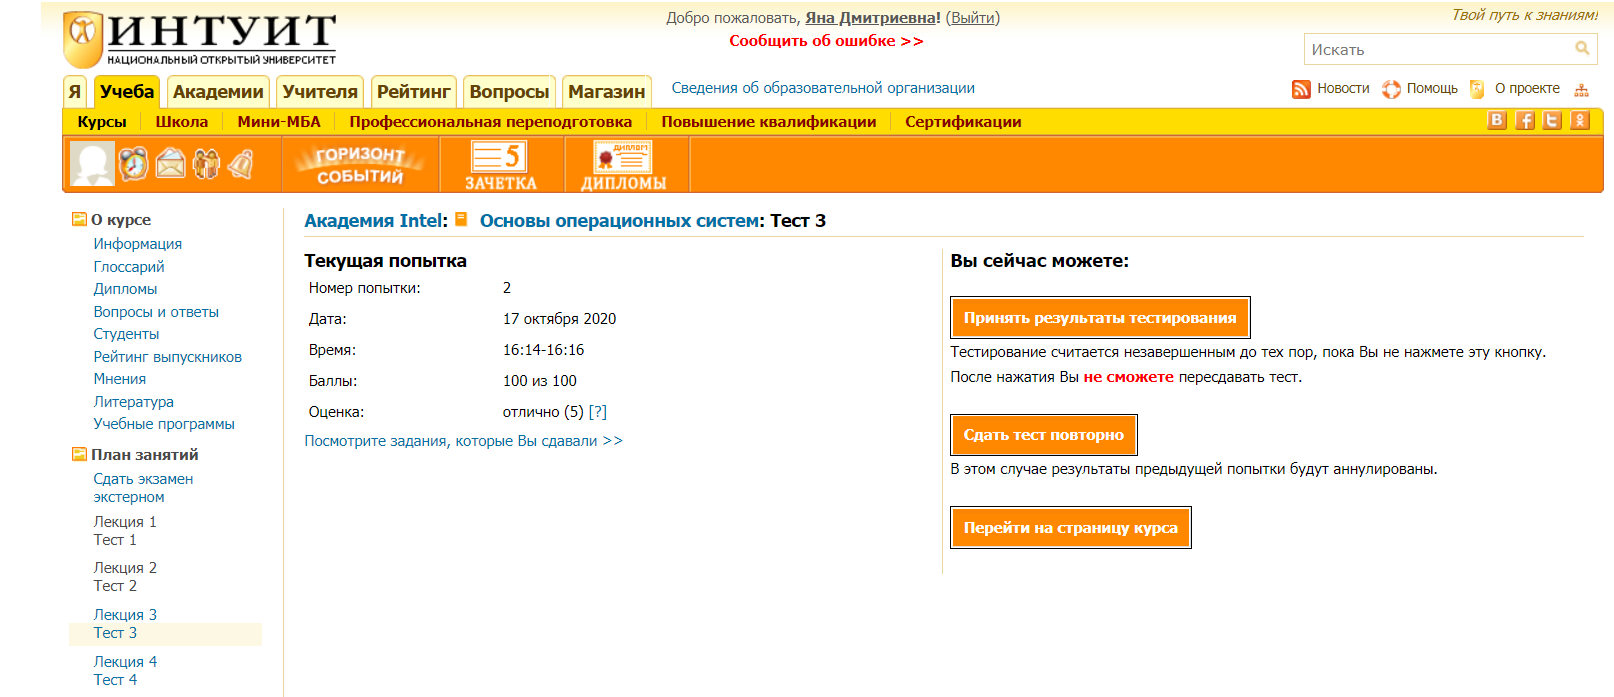 ИНТУИТ
НАЦИОНАЛЬНЫЙ ОТКРЫТЫЙ УНИВЕРСИТЕТ
Добро пожаловать, Яна Дмитриевна! (Выйти)
Сообщить об ошибке >>
Твой путь к знаниям!
Искать
Я Учеба Академии Учителя Рейтинг Вопросы Магазин Сведения об образовательной организации
Новости Помощь О проекте
Курсы Школа Мини-МБА Профессиональная переподготовка Повышение квалификации Сертификации
ГОРИЗОНТ СОБЫТИЙ
5
ЗАЧЕТКА
ДИПЛОМ
ДИПЛОМЫ
О курсе
Информация
Глоссарий
Дипломы
Вопросы и ответы
Студенты
Рейтинг выпускников
Мнения
Литература
Учебные программы
План занятий
Сдать экзамен
экстерном
Лекция 1
Тест 1
Лекция 2
Тест 2
Лекция 3
Тест 3
Лекция 4
Тест 4
Академия Intel: Основы операционных систем: Тест 3
Текущая попытка
Номер попытки: 2
Дата: 17 октября 2020
Время: 16:14-16:16
Баллы: 100 из 100
Оценка: отлично (5) [?]
Посмотрите задания, которые Вы сдавали >>
Вы сейчас можете:
Принять результаты тестирования
Тестирование считается незавершенным до тех пор, пока Вы не нажмете эту кнопку.
После нажатия Вы не сможете пересдавать тест.
Сдать тест повторно
В этом случае результаты предыдущей попытки будут аннулированы.
Перейти на страницу курса